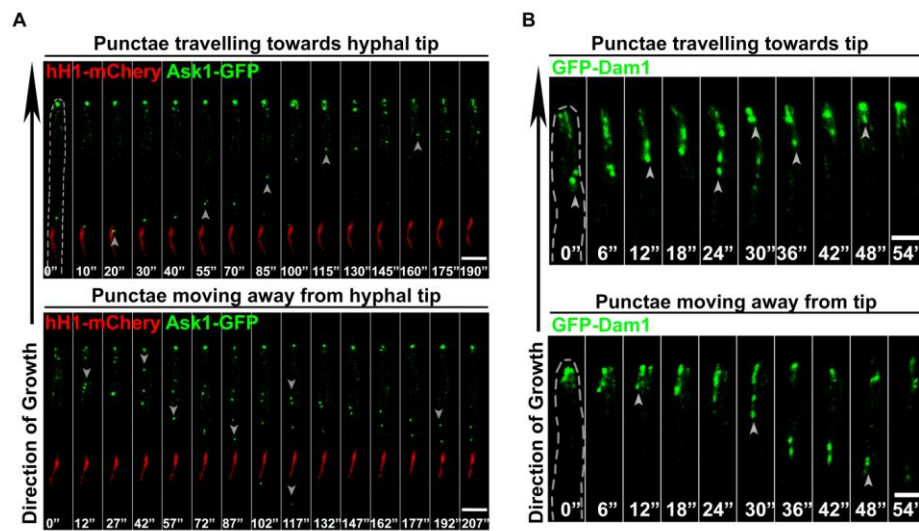 A
Punctae travelling towards hyphal tip
hH1-mCherry Ask1-GFP
0” 10” 20” 30” 40” 55” 70” 85” 100” 115” 130” 145” 160” 175” 190”
Punctae moving away from hyphal tip
hH1-mCherry Ask1-GFP
0” 12” 27” 42” 57” 72” 87” 102” 117” 132” 147” 162” 177” 192” 207”
Direction of Growth
B
Punctae travelling towards tip
GFP-Dam1
0” 6” 12” 18” 24” 30” 36” 42” 48” 54”
Punctae moving away from tip
GFP-Dam1
0” 6” 12” 18” 24” 30” 36” 42” 48” 54”
Direction of Growth